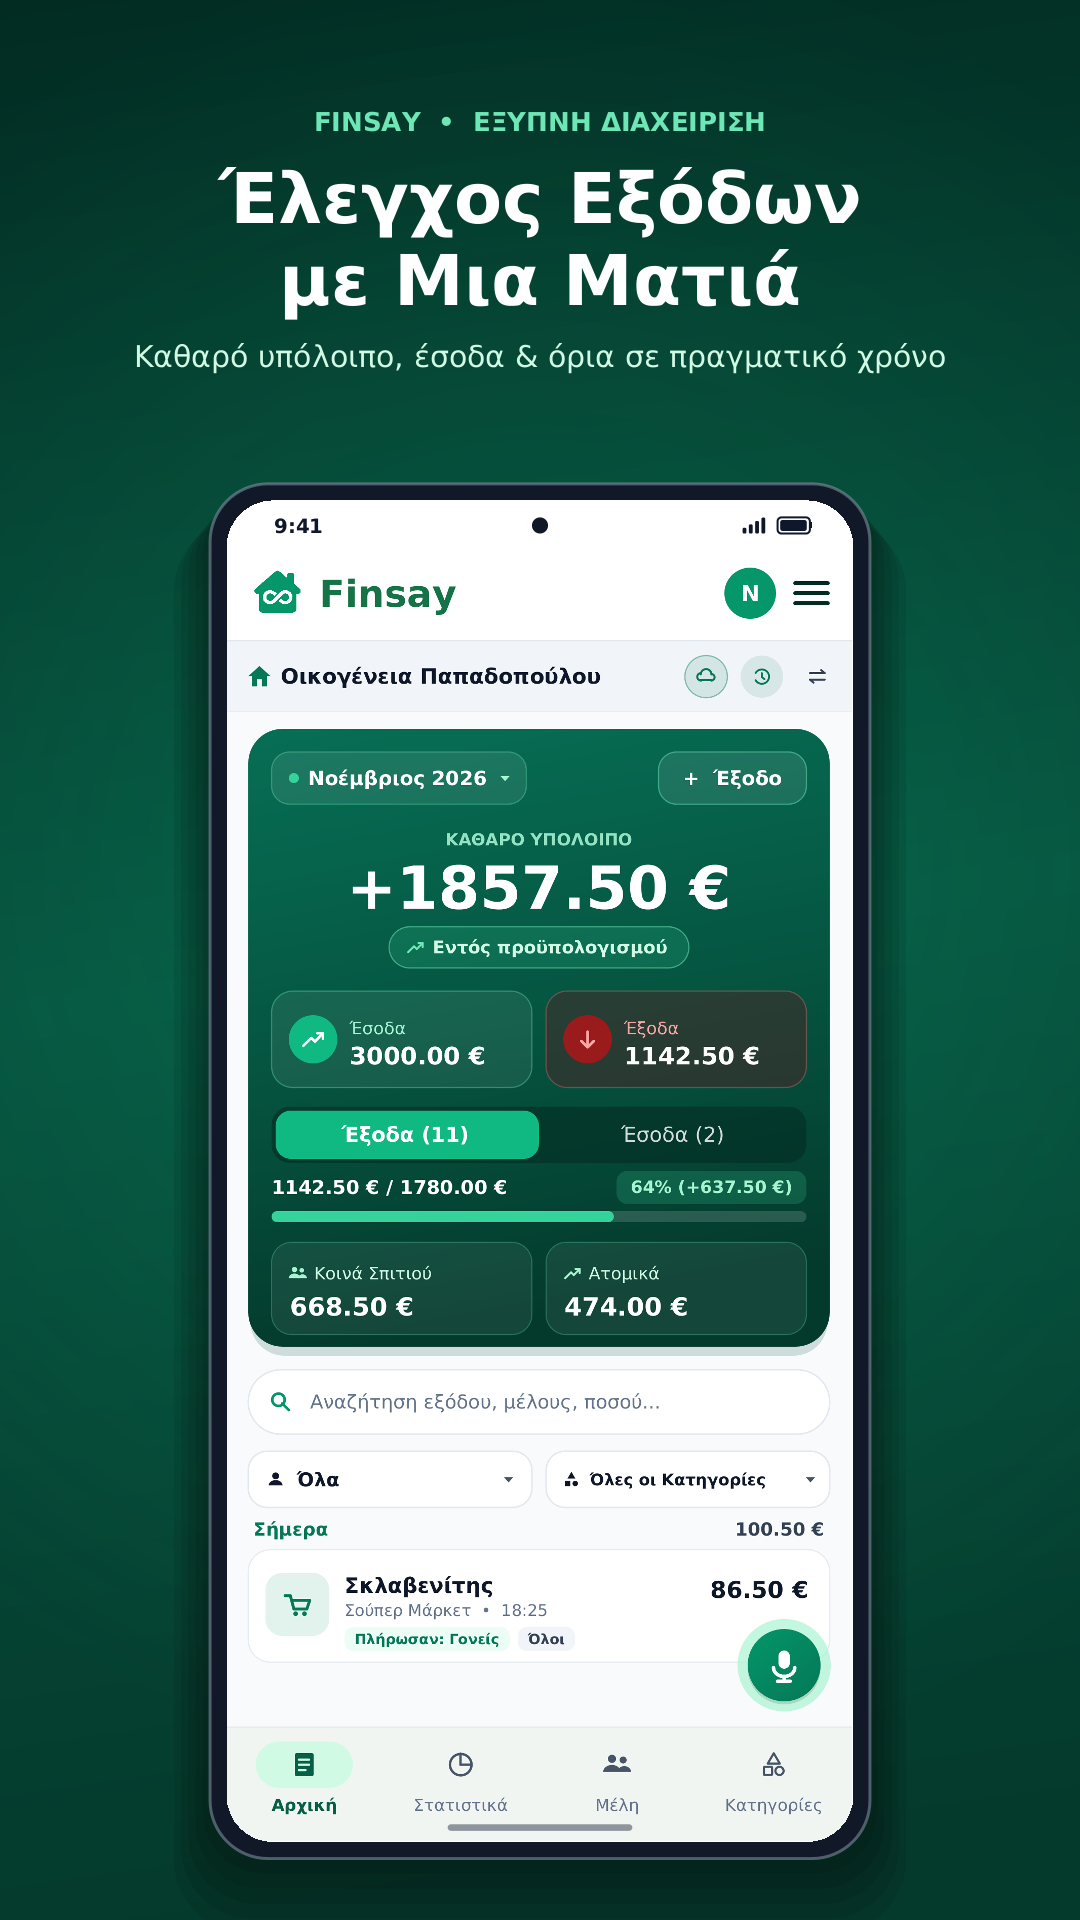 FINSAY • ΕΞΥΠΝΗ ΔΙΑΧΕΙΡΙΣΗ
Έλεγχος Εξόδων
με Μια Ματιά
Καθαρό υπόλοιπο, έσοδα & όρια σε πραγματικό χρόνο
9:41
Finsay
N
Οικογένεια Παπαδοπούλου
Νοέμβριος 2026
+ Έξοδο
ΚΑΘΑΡΟ ΥΠΟΛΟΙΠΟ
+1857.50 €
Εντός προϋπολογισμού
Έσοδα
3000.00 €
Έξοδα
1142.50 €
Έξοδα (11)
Έσοδα (2)
1142.50 € / 1780.00 €
64% (+637.50 €)
Κοινά Σπιτιού
668.50 €
Ατομικά
474.00 €
Αναζήτηση εξόδου, μέλους, ποσού...
Όλα
Όλες οι Κατηγορίες
Σήμερα
100.50 €
Σκλαβενίτης
86.50 €
Σούπερ Μάρκετ • 18:25
Πλήρωσαν: Γονείς
Όλοι
Αρχική
Στατιστικά
Μέλη
Κατηγορίες